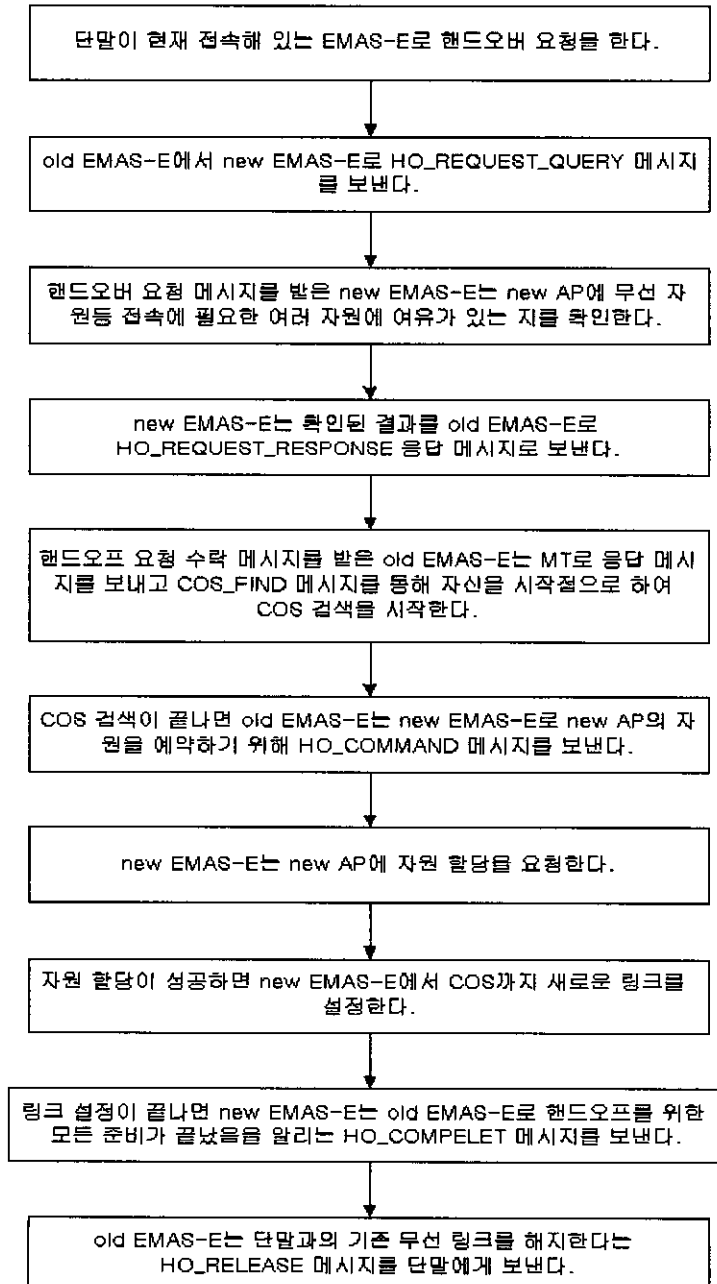 단말이 현재 접속해 있는 EMAS-E로 핸드오버 요청을 한다.
old EMAS-E에서 new EMAS-E로 HO_REQUEST_QUERY 메시지
를 보낸다.
핸드오버 요청 메시지를 받은 new EMAS-E는 new AP에 무선 자
원등 접속에 필요한 여러 자원에 여유가 있는 지를 확인한다.
new EMAS-E는 확인된 결과를 old EMAS-E로
HO_REQUEST_RESPONSE 응답 메시지로 보낸다.
핸드오프 요청 수락 메시지를 받은 old EMAS-E는 MT로 응답 메시
지를 보내고 COS_FIND 메시지를 통해 자신을 시작점으로 하여
COS 검색을 시작한다.
COS 검색이 끝나면 old EMAS-E는 new EMAS-E로 new AP의 자
원을 예약하기 위해 HO_COMMAND 메시지를 보낸다.
new EMAS-E는 new AP에 자원 할당을 요청한다.
자원 할당이 성공하면 new EMAS-E에서 COS까지 새로운 링크를
설정한다.
링크 설정이 끝나면 new EMAS-E는 old EMAS-E로 핸드오프를 위한
모든 준비가 끝났음을 알리는 HO_COMPELET 메시지를 보낸다.
old EMAS-E는 단말과의 기존 무선 링크를 해지한다는
HO_RELEASE 메시지를 단말에게 보낸다.